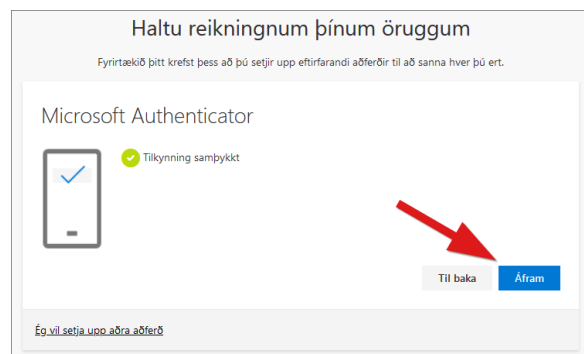 Haltu reikningnum þínum öruggum
Fyrirtækið þitt krefst þess að þú setjir upp eftirfarandi aðferðir til að sanna hver þú ert.
Microsoft Authenticator
Tilkynning samþykkt
Til baka
Áfram
Ég vil setja upp aðra aðferð